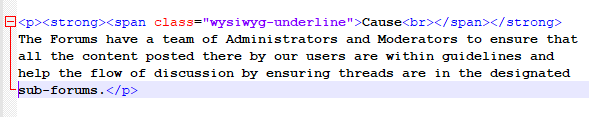 <p><strong><span class="wysiwyg-underline">Cause<br></span></strong>
The Forums have a team of Administrators and Moderators to ensure that
all the content posted there by our users are within guidelines and
help the flow of discussion by ensuring threads are in the designated
sub-forums.</p>